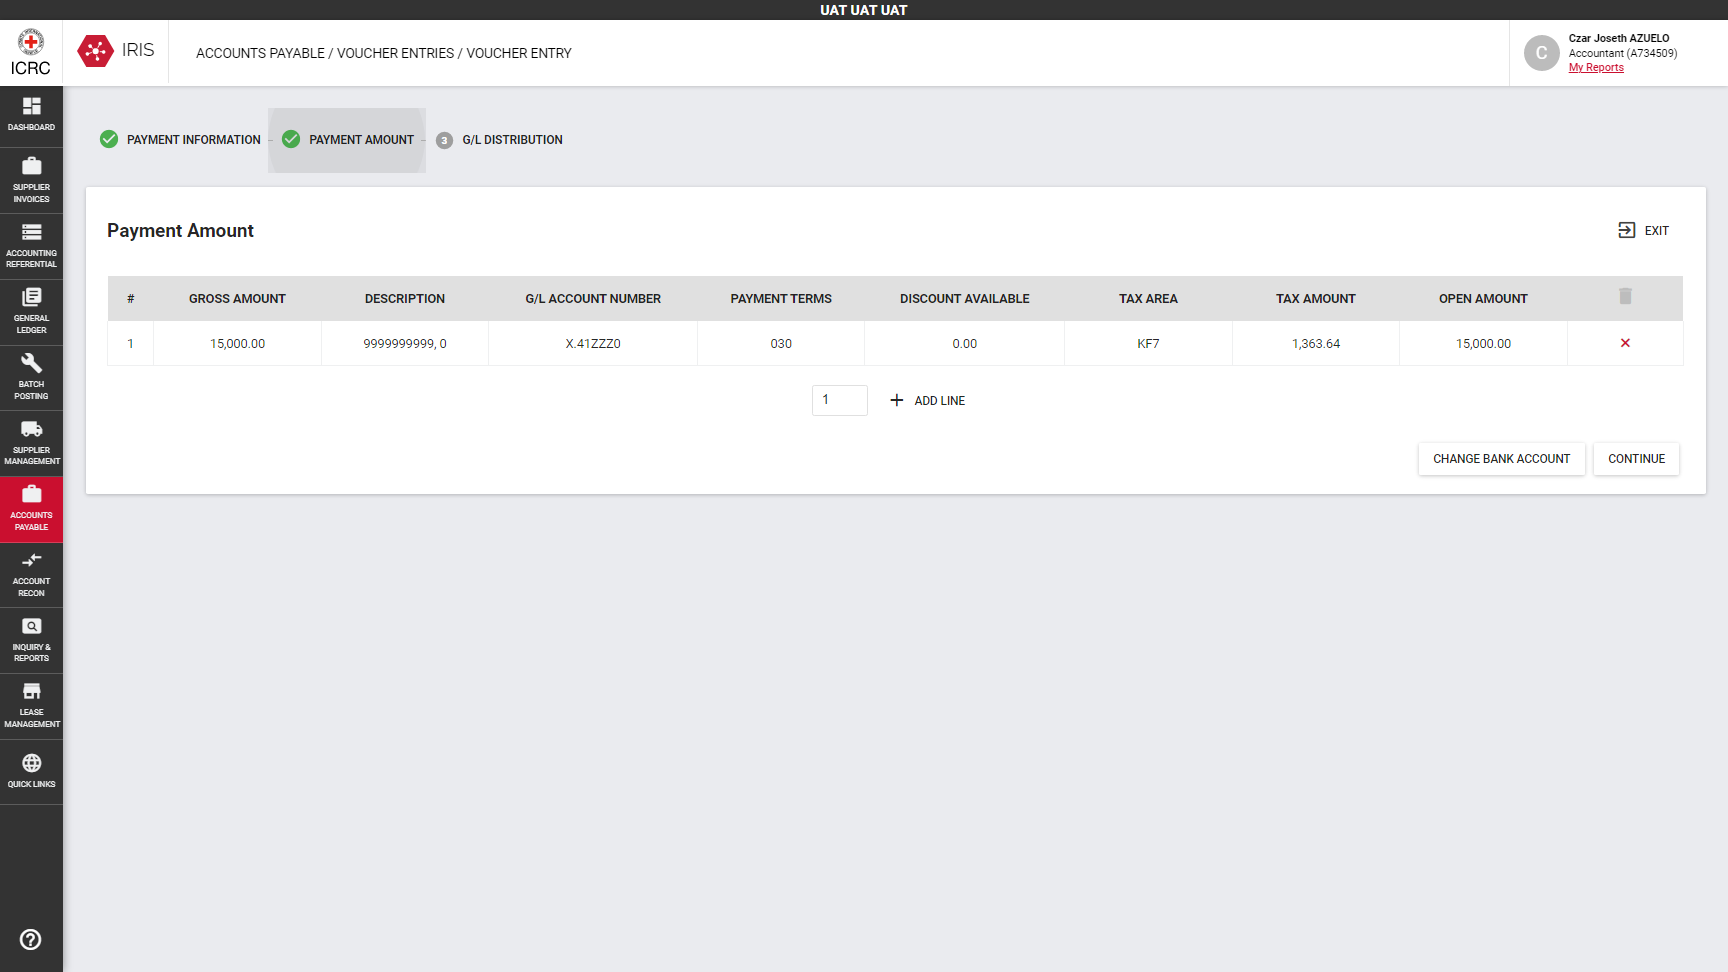 UAT UAT UAT
ICRC
IRIS
ACCOUNTS PAYABLE / VOUCHER ENTRIES / VOUCHER ENTRY
C
Czar Joseth AZUELO
Accountant (A734509)
My Reports
DASHBOARD
SUPPLIER
INVOICES
ACCOUNTING
REFERENTIAL
GENERAL
LEDGER
BATCH
POSTING
SUPPLIER
MANAGEMENT
ACCOUNTS
PAYABLE
ACCOUNT
RECON
INQUIRY &
REPORTS
LEASE
MANAGEMENT
QUICK LINKS
PAYMENT INFORMATION
PAYMENT AMOUNT
3 G/L DISTRIBUTION
Payment Amount
EXIT
# GROSS AMOUNT DESCRIPTION G/L ACCOUNT NUMBER PAYMENT TERMS DISCOUNT AVAILABLE TAX AREA TAX AMOUNT OPEN AMOUNT
1 15,000.00 9999999999, 0 X.41ZZZ0 030 0.00 KF7 1,363.64 15,000.00
1 ADD LINE
CHANGE BANK ACCOUNT CONTINUE